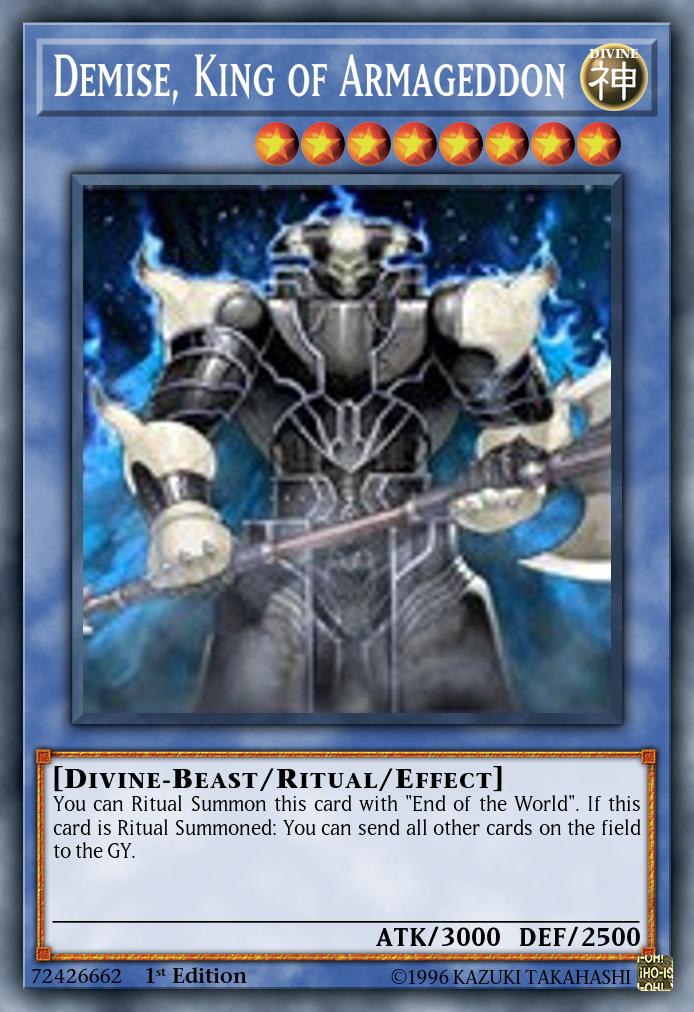 DEMISE, KING OF ARMAGEDDON
DIVINE
神
[DIVINE-BEAST/RITUAL/EFFECT]
You can Ritual Summon this card with "End of the World". If this
card is Ritual Summoned: You can send all other cards on the field
to the GY.
ATK/3000 DEF/2500
72426662 1st Edition ©1996 KAZUKI TAKAHASHI